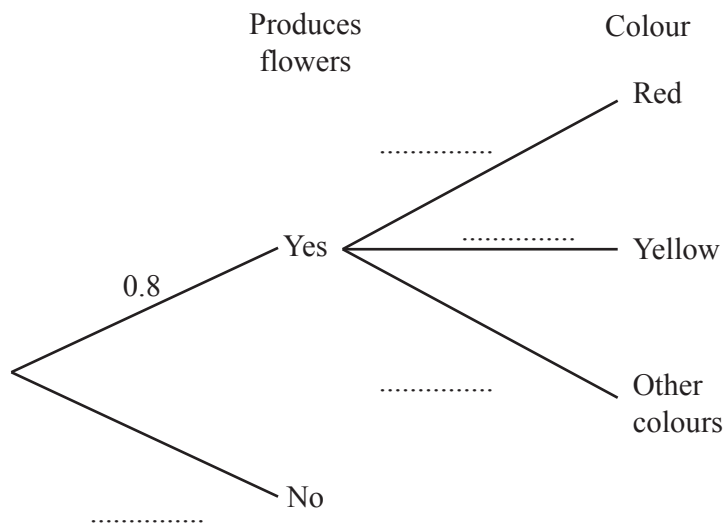 Produces
flowers
Colour
Red
..............
Yes
..............
Yellow
0.8
..............
Other
colours
No
..............